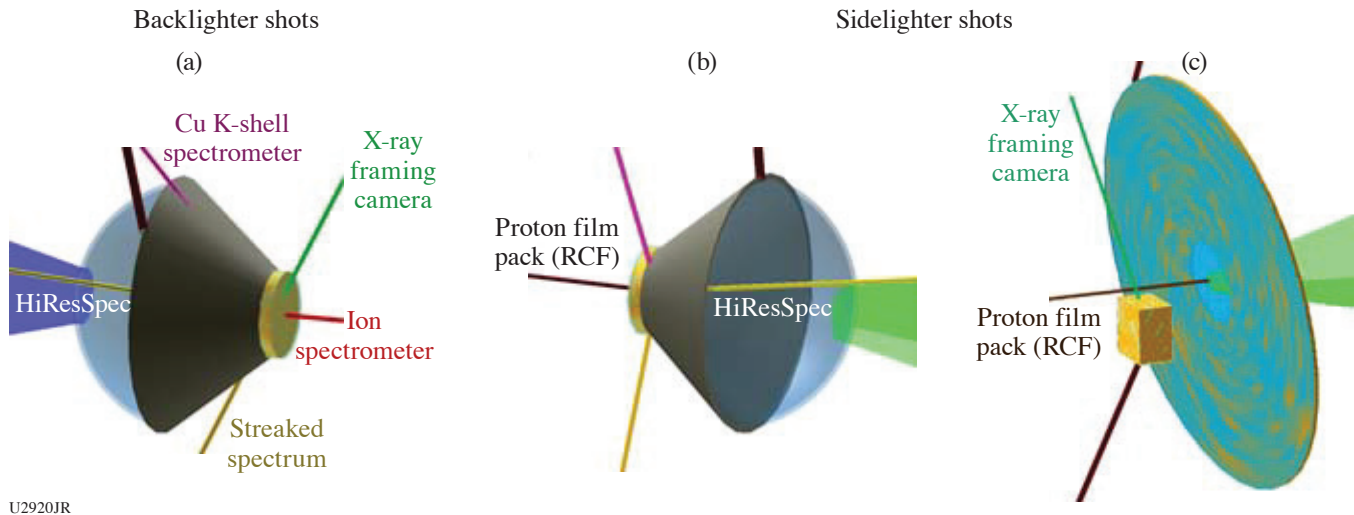 Backlighter shots
Sidelighter shots
(a)
(b)
(c)
Cu K-shell
spectrometer
X-ray
framing
camera
HiResSpec
Ion
spectrometer
Streaked
spectrum
Proton film
pack (RCF)
HiResSpec
X-ray
framing
camera
Proton film
pack (RCF)
U2920JR